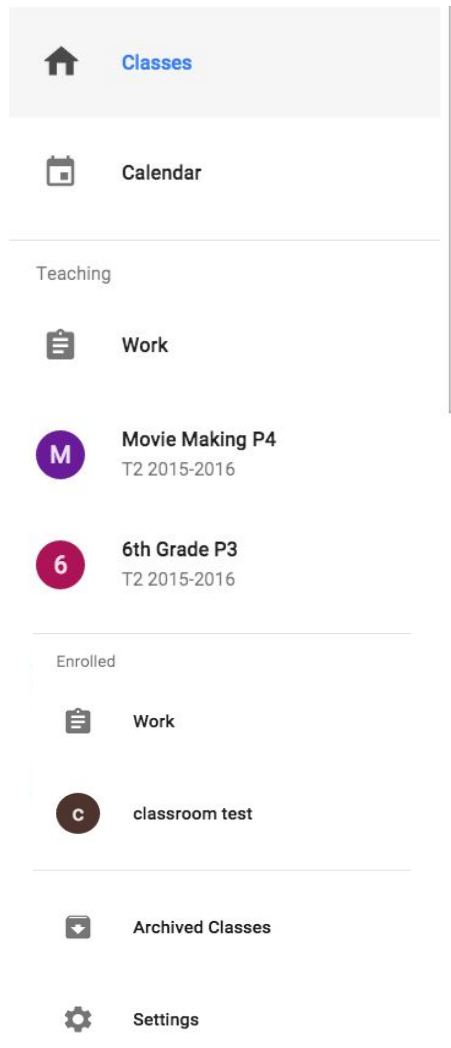 Classes
Calendar
Teaching
Work
M
Movie Making P4
T2 2015-2016
6
6th Grade P3
T2 2015-2016
Enrolled
Work
c
classroom test
Archived Classes
Settings